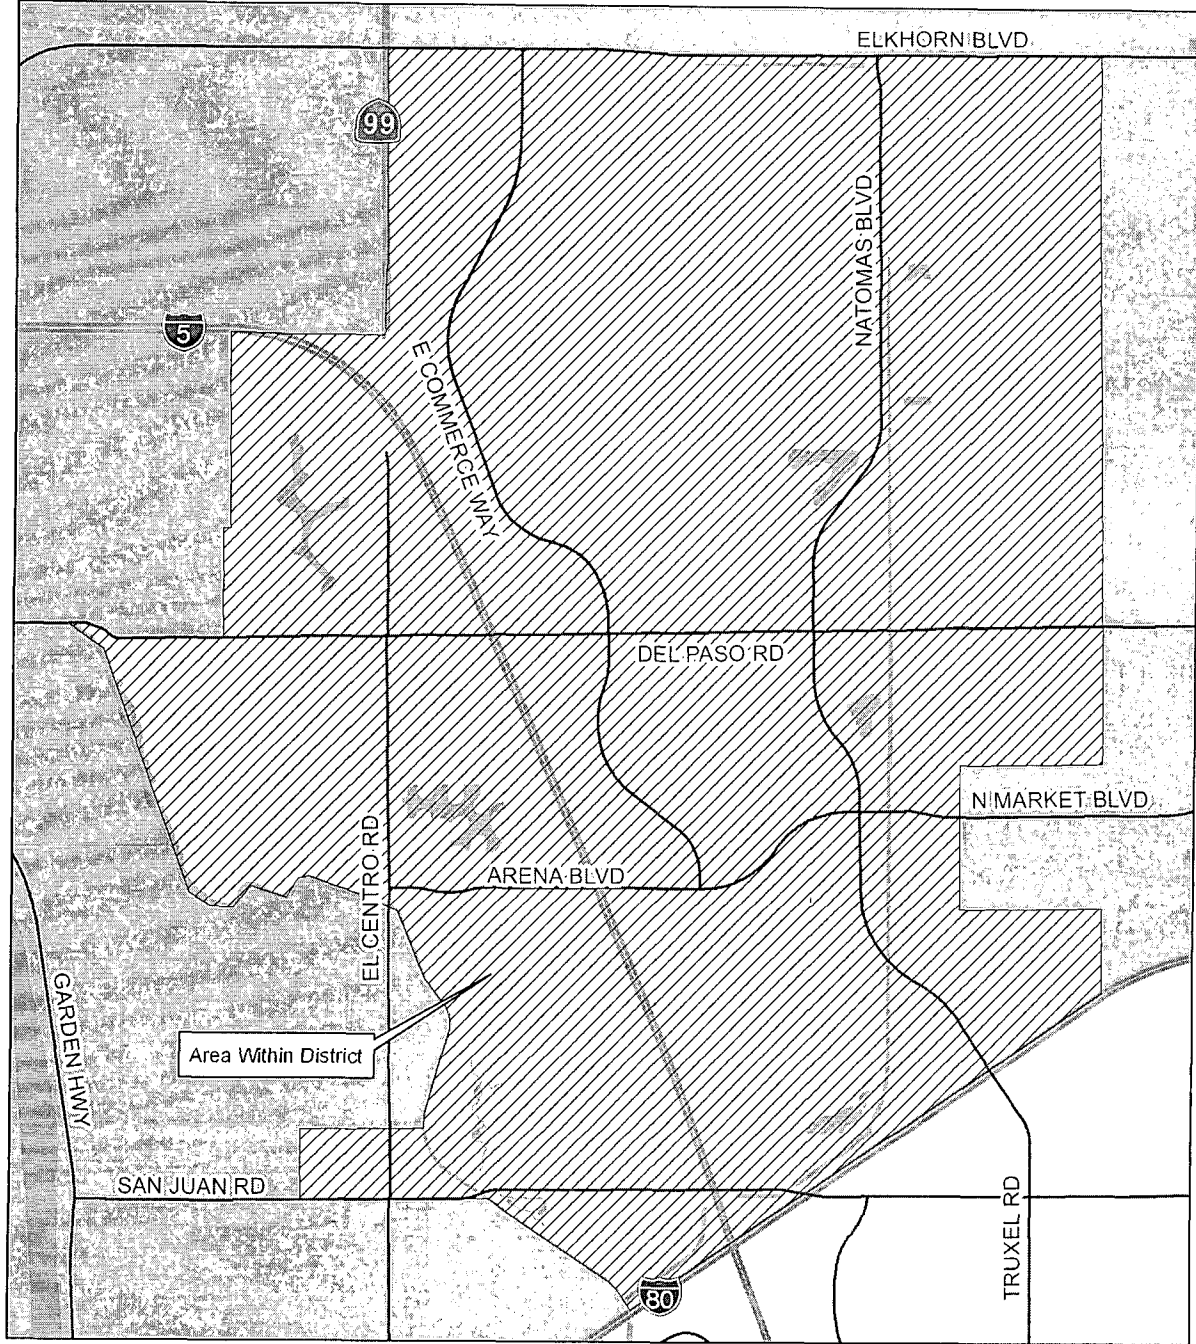 ELKHORN BLVD
99
NATOMAS BLVD
5
E COMMERCE WAY
DEL PASO RD
N MARKET BLVD
EL CENTRO RD
ARENA BLVD
GARDEN HWY
Area Within District
SAN JUAN RD
TRUXEL RD
80